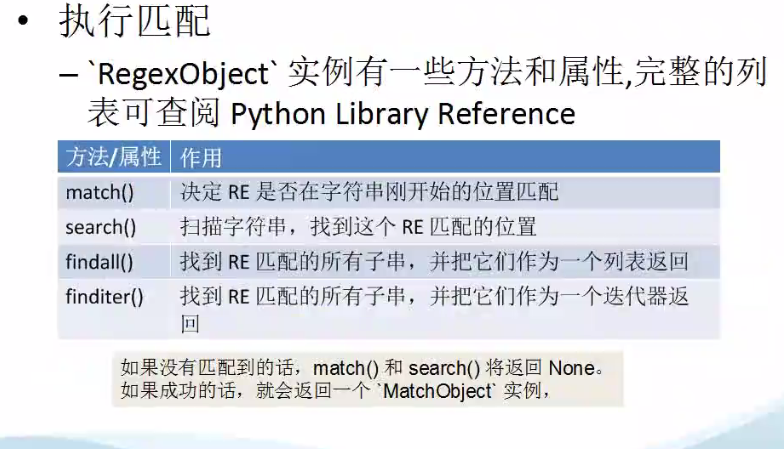 • 执行匹配
– `RegexObject` 实例有一些方法和属性,完整的列
表可查阅 Python Library Reference
方法/属性 作用
match() 决定 RE 是否在字符串刚开始的位置匹配
search() 扫描字符串，找到这个 RE 匹配的位置
findall() 找到 RE 匹配的所有子串，并把它们作为一个列表返回
finditer() 找到 RE 匹配的所有子串，并把它们作为一个迭代器返
回
如果没有匹配到的话，match() 和 search() 将返回 None。
如果成功的话，就会返回一个 `MatchObject` 实例，